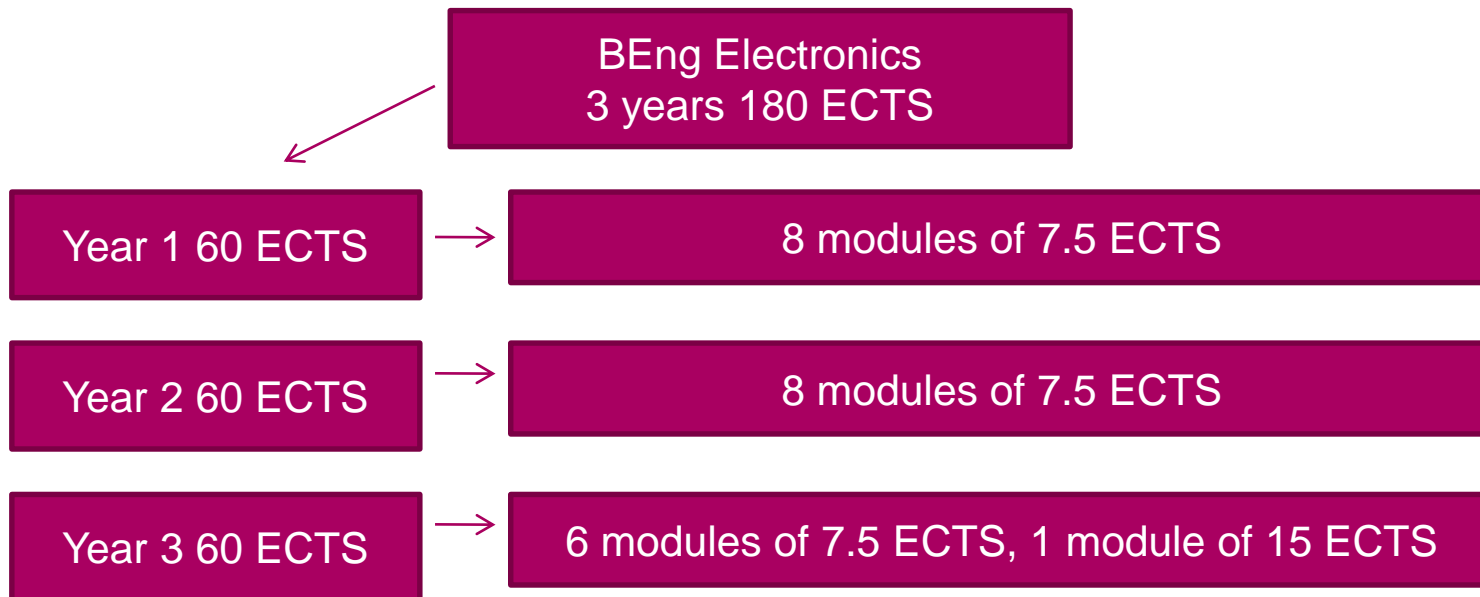 BEng Electronics
3 years 180 ECTS
Year 1 60 ECTS
8 modules of 7.5 ECTS
Year 2 60 ECTS
8 modules of 7.5 ECTS
Year 3 60 ECTS
6 modules of 7.5 ECTS, 1 module of 15 ECTS